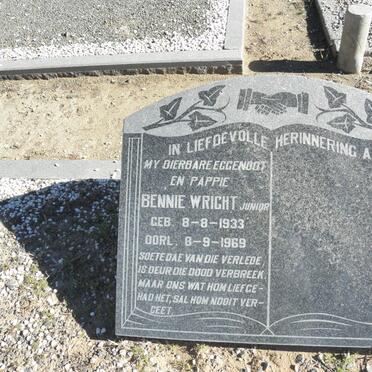 IN LIEFDEVOLLE HERINNERING A
MY DIERBARE EGGENOOT
EN PAPPIE
BENNIE WRIGHT JUNIOR
GEB. 8-8-1933
OORL. 8-9-1969
SOETE DAE VAN DIE VERLEDE,
IS DEUR DIE DOOD VERBREEK,
MAAR ONS WAT HOM LIEFGE-
HAD HET, SAL HOM NOOIT VER-
GEET.